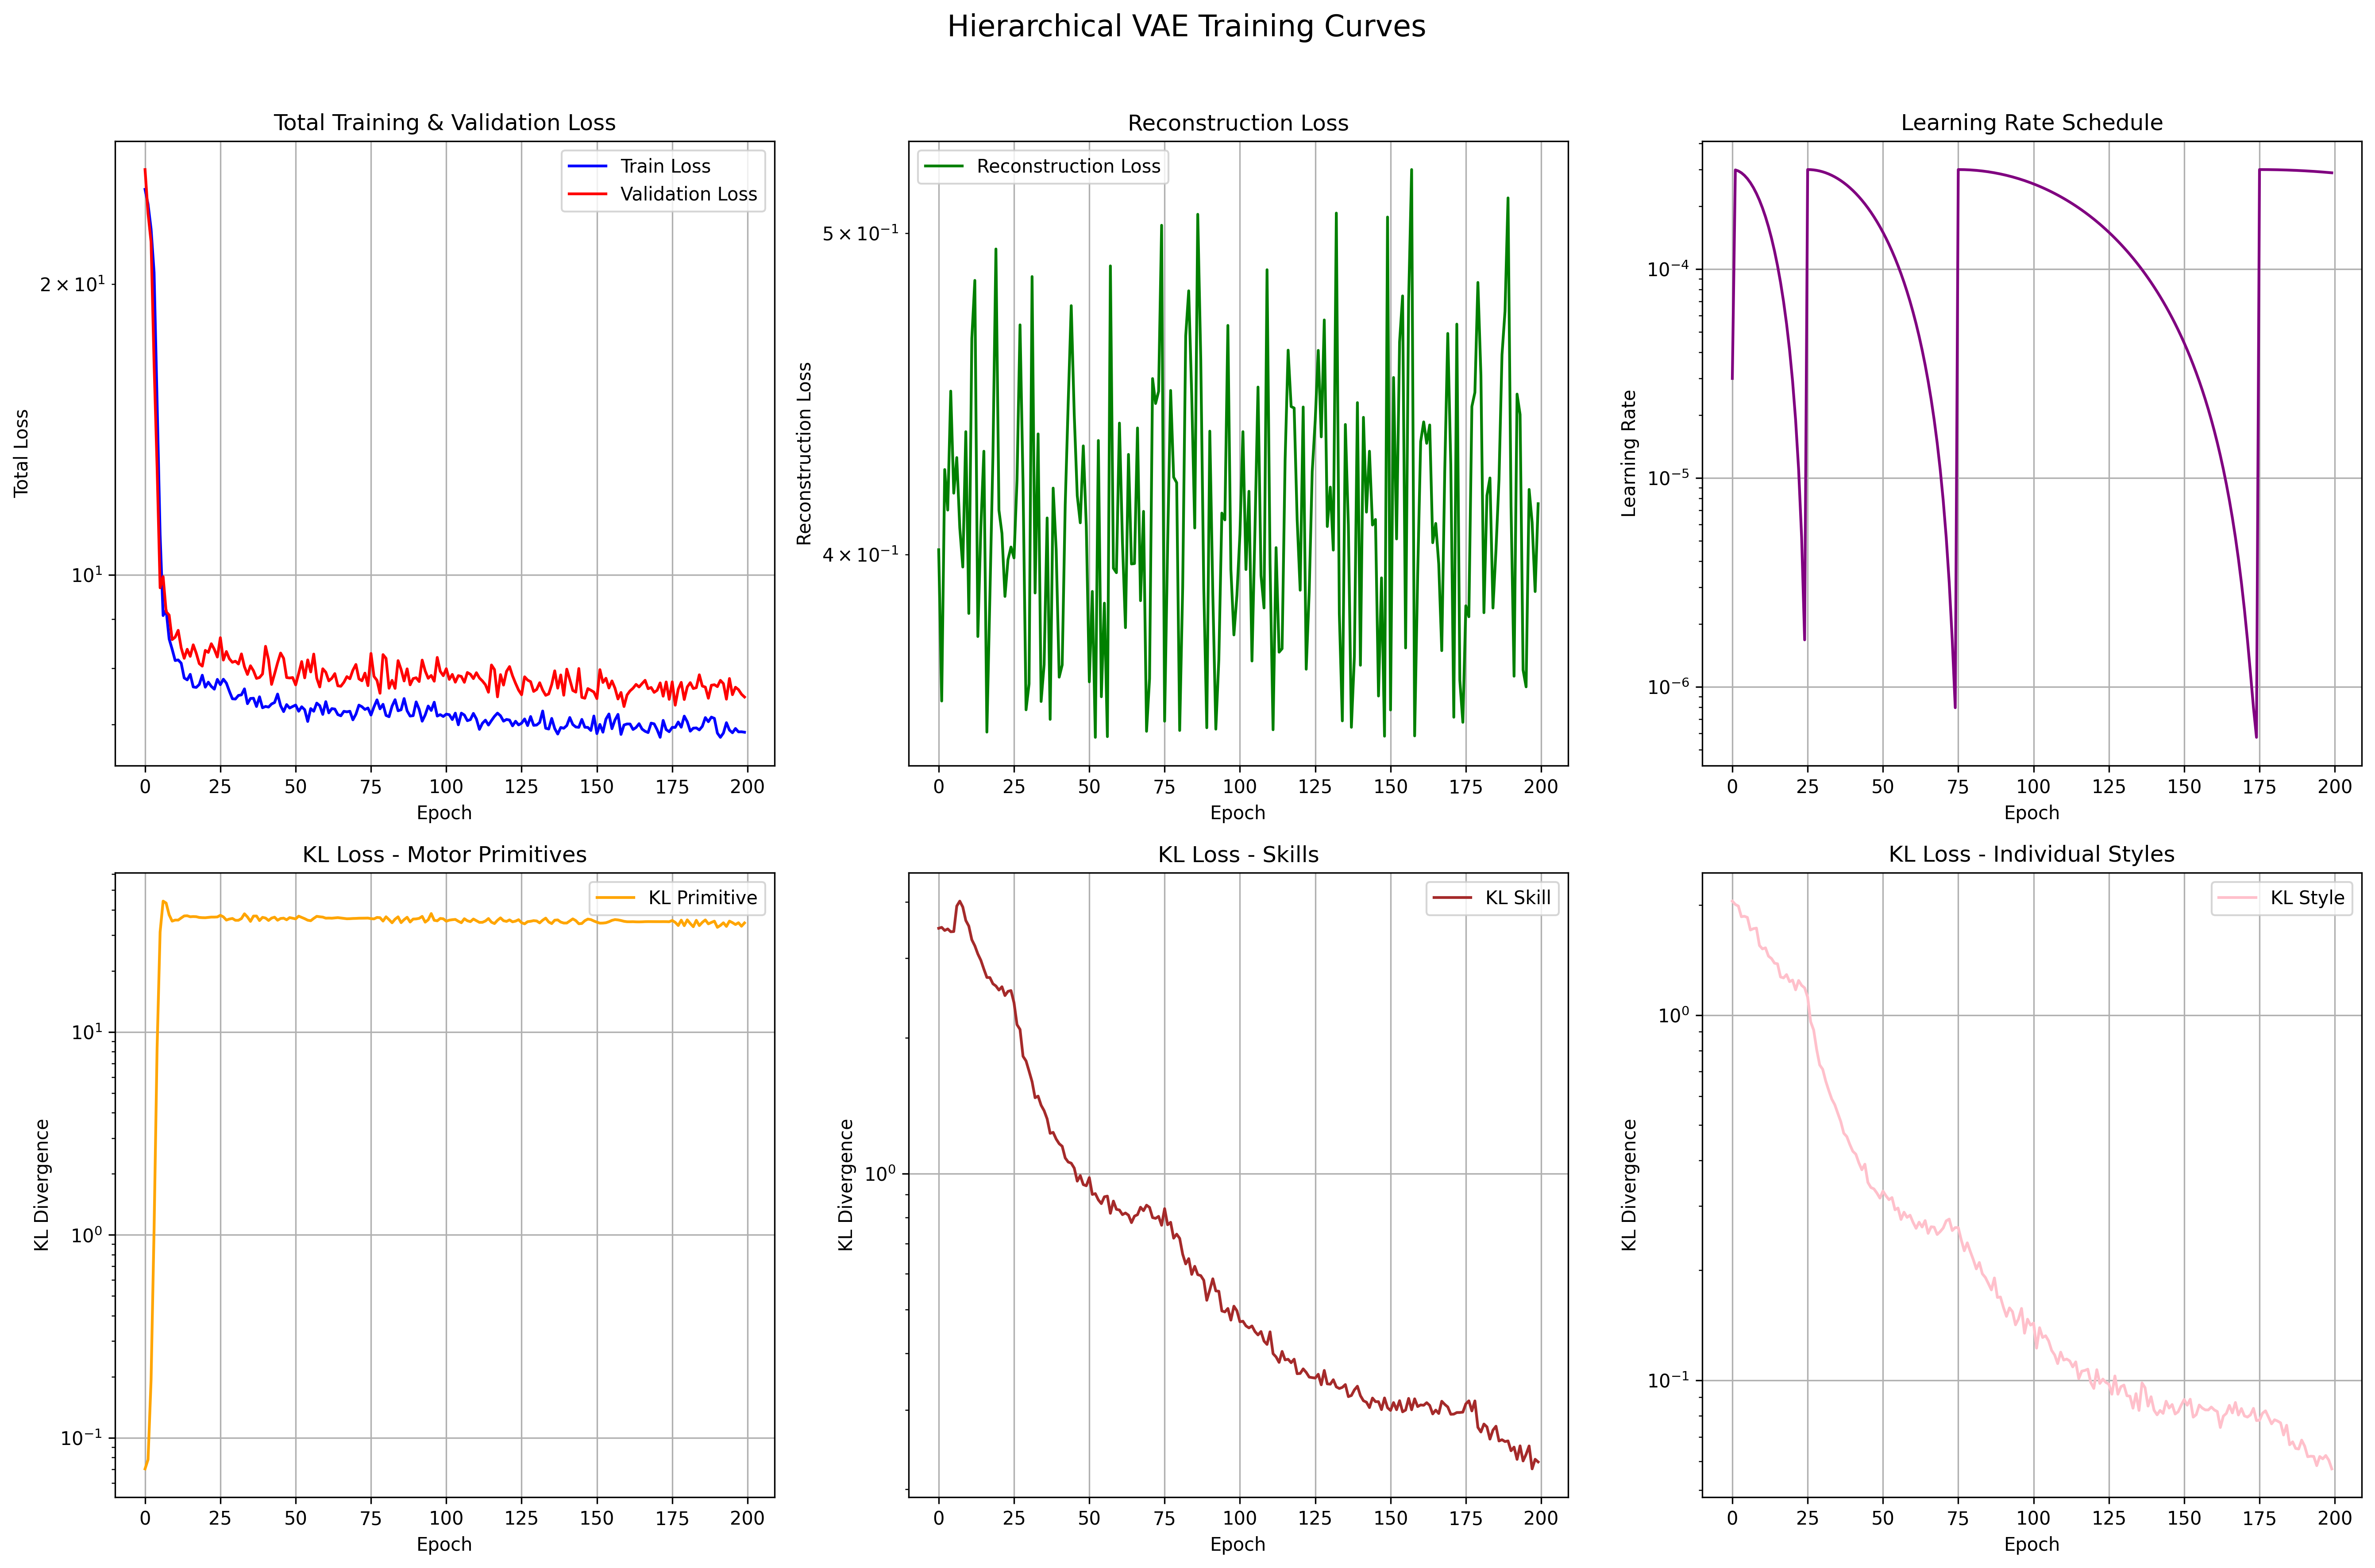 Hierarchical VAE Training Curves
Total Training & Validation Loss
Total Loss
2 × 10¹
10¹
Train Loss
Validation Loss
0 25 50 75 100 125 150 175 200
Epoch
Reconstruction Loss
Reconstruction Loss
5 × 10⁻¹
4 × 10⁻¹
Reconstruction Loss
0 25 50 75 100 125 150 175 200
Epoch
Learning Rate Schedule
Learning Rate
10⁻⁴
10⁻⁵
10⁻⁶
0 25 50 75 100 125 150 175 200
Epoch
KL Loss - Motor Primitives
KL Divergence
10¹
10⁰
10⁻¹
KL Primitive
0 25 50 75 100 125 150 175 200
Epoch
KL Loss - Skills
KL Divergence
10⁰
KL Skill
0 25 50 75 100 125 150 175 200
Epoch
KL Loss - Individual Styles
KL Divergence
10⁰
10⁻¹
KL Style
0 25 50 75 100 125 150 175 200
Epoch